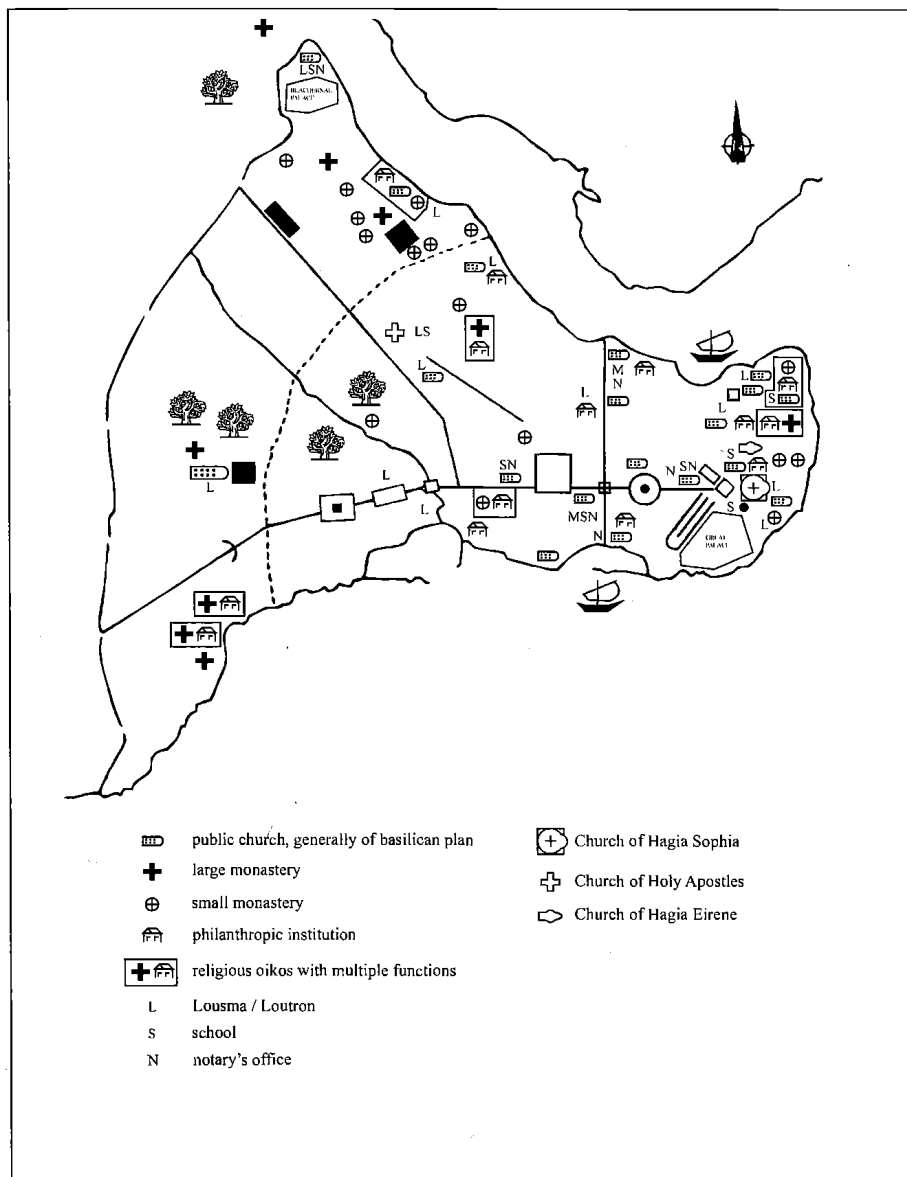 LSN
BLACHERNAE
PALACE
L
L
LS
L
L
M
N
L
L
S
L
S
SN
N
SN
L
S
L
L
L
L
MSN
N
GREAT
PALACE
public church, generally of basilican plan
large monastery
small monastery
philanthropic institution
religious oikos with multiple functions
L Lousma / Loutron
S school
N notary's office
Church of Hagia Sophia
Church of Holy Apostles
Church of Hagia Eirene